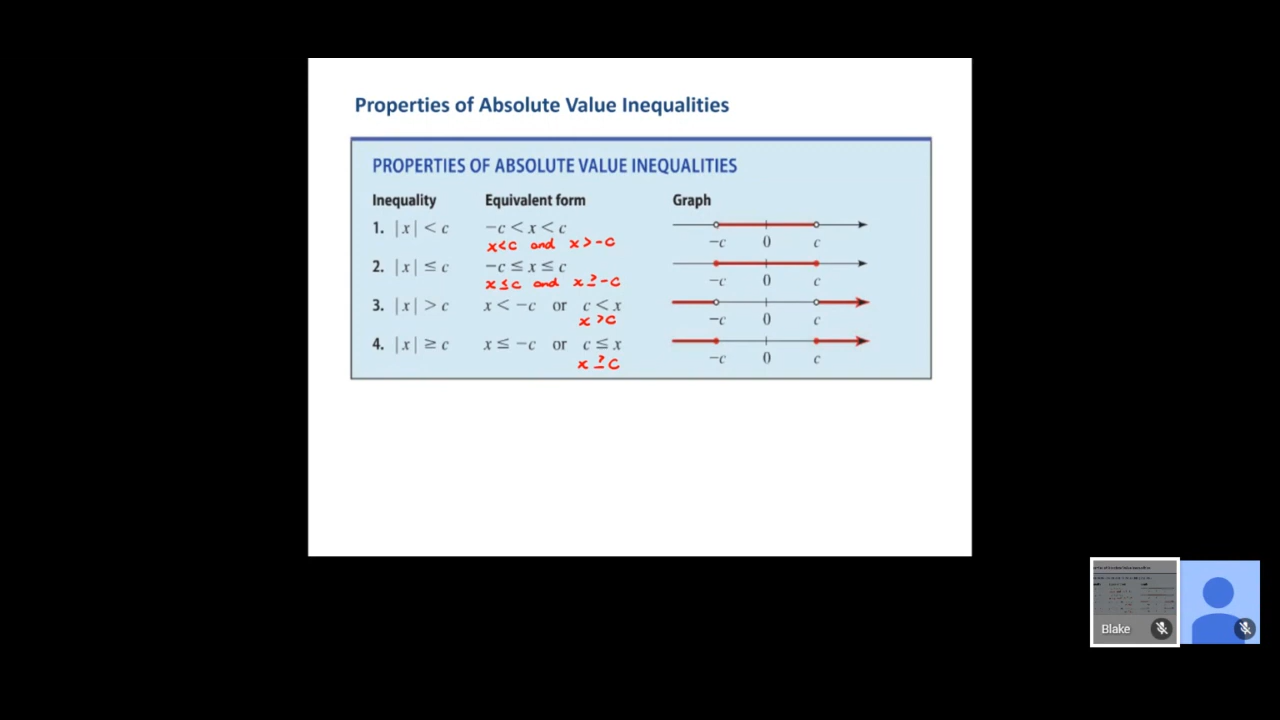 Properties of Absolute Value Inequalities
PROPERTIES OF ABSOLUTE VALUE INEQUALITIES
Inequality Equivalent form Graph
1. |x| < c −c < x < c
x<c and x>-c
−c 0 c
2. |x| ≤ c −c ≤ x ≤ c
x≤c and x≥-c
−c 0 c
3. |x| > c x < −c or c < x
x>c
−c 0 c
4. |x| ≥ c x ≤ −c or c ≤ x
x≥c
−c 0 c
Blake